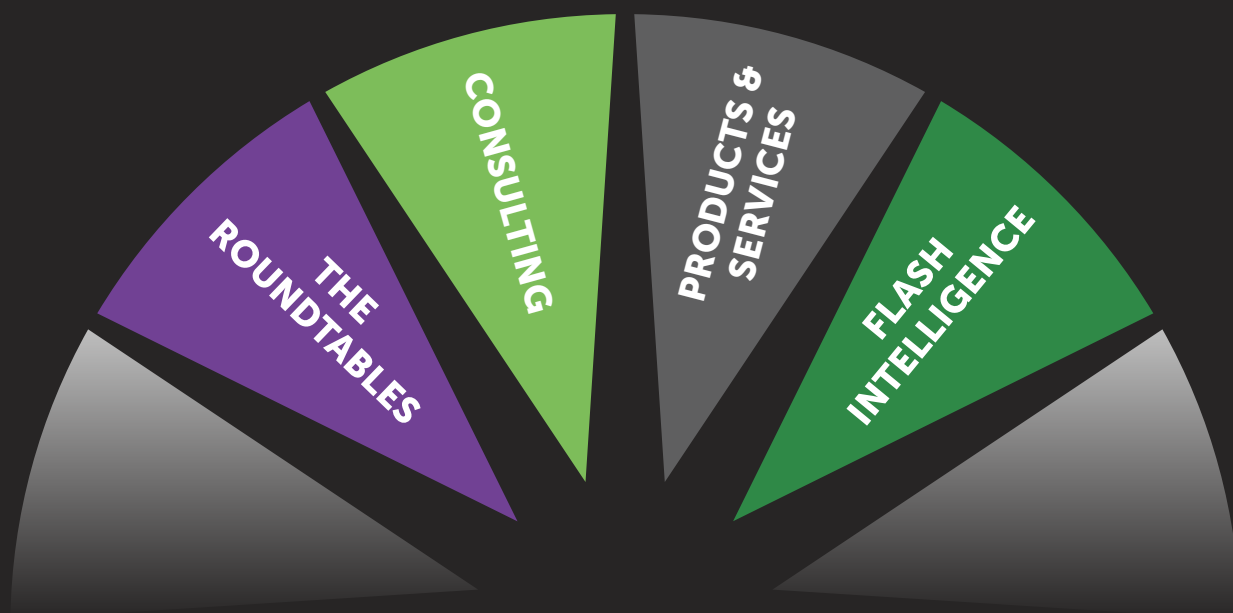 THE
ROUNDTABLES
CONSULTING
PRODUCTS &
SERVICES
FLASH
INTELLIGENCE